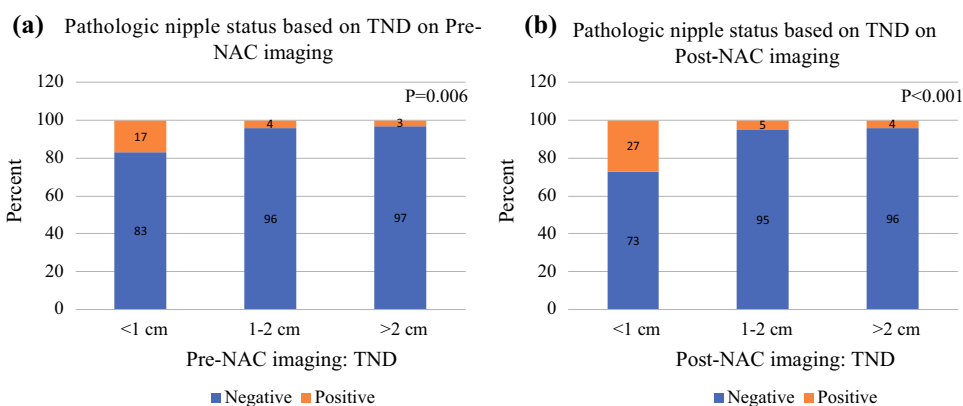 (a) Pathologic nipple status based on TND on Pre-
NAC imaging
120
100
80
60
40
20
0
Percent
P=0.006
17
4
3
83
96
97
<1 cm
1-2 cm
>2 cm
Pre-NAC imaging: TND
Negative Positive
(b) Pathologic nipple status based on TND on
Post-NAC imaging
120
100
80
60
40
20
0
Percent
P<0.001
27
5
4
73
95
96
<1 cm
1-2 cm
>2 cm
Post-NAC imaging: TND
Negative Positive